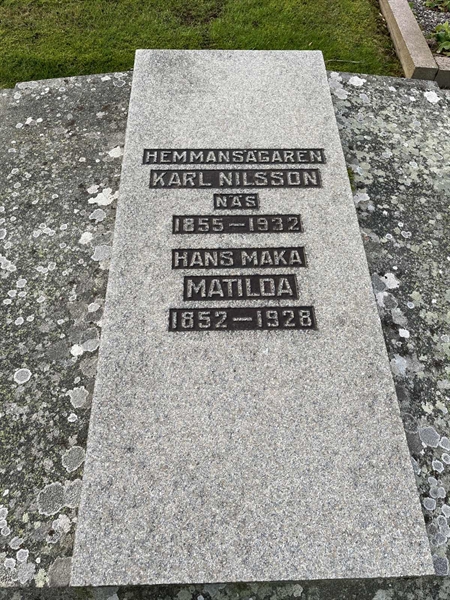 HEMMANSÄGAREN
KARL NILSSON
NÄS
1855–1932
HANS MAKA
MATILDA
1852–1928